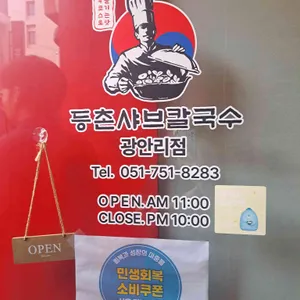 등촌샤브칼국수
광안리점
Tel. 051-751-8283
OPEN. AM 11:00
CLOSE. PM 10:00
OPEN
민생회복
소비쿠폰